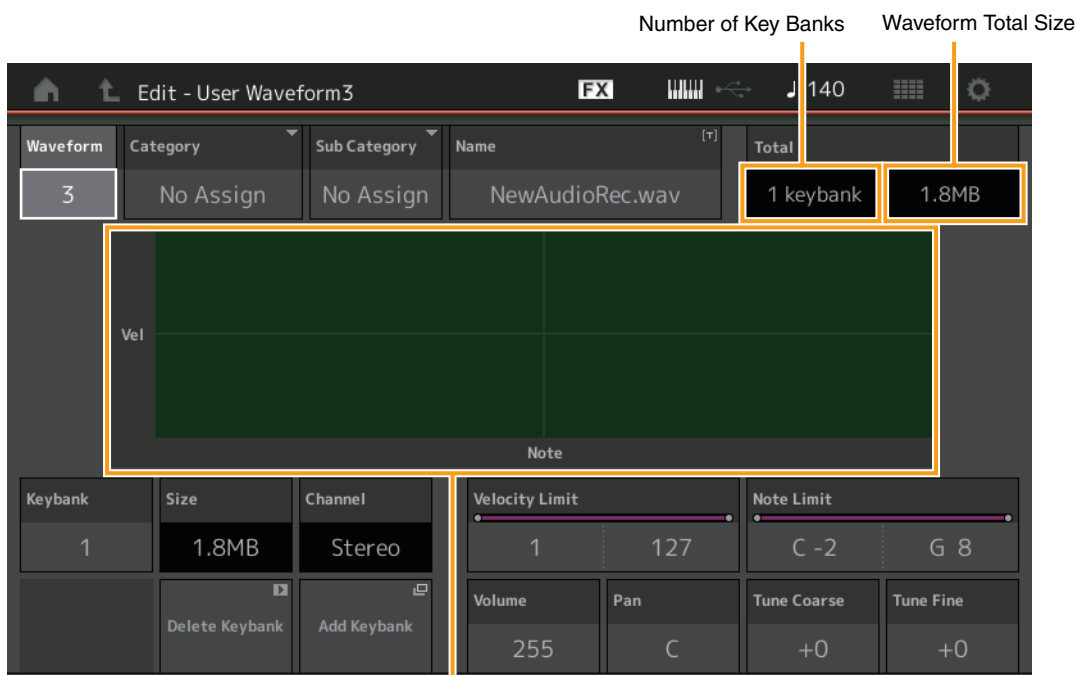 Number of Key Banks Waveform Total Size
Edit - User Waveform3 FX ♩ 140
Waveform Category Sub Category Name [T] Total
3 No Assign No Assign NewAudioRec.wav 1 keybank 1.8MB
Vel
Note
Keybank Size Channel Velocity Limit Note Limit
1 1.8MB Stereo 1 127 C -2 G 8
Delete Keybank Add Keybank Volume Pan Tune Coarse Tune Fine
255 C +0 +0